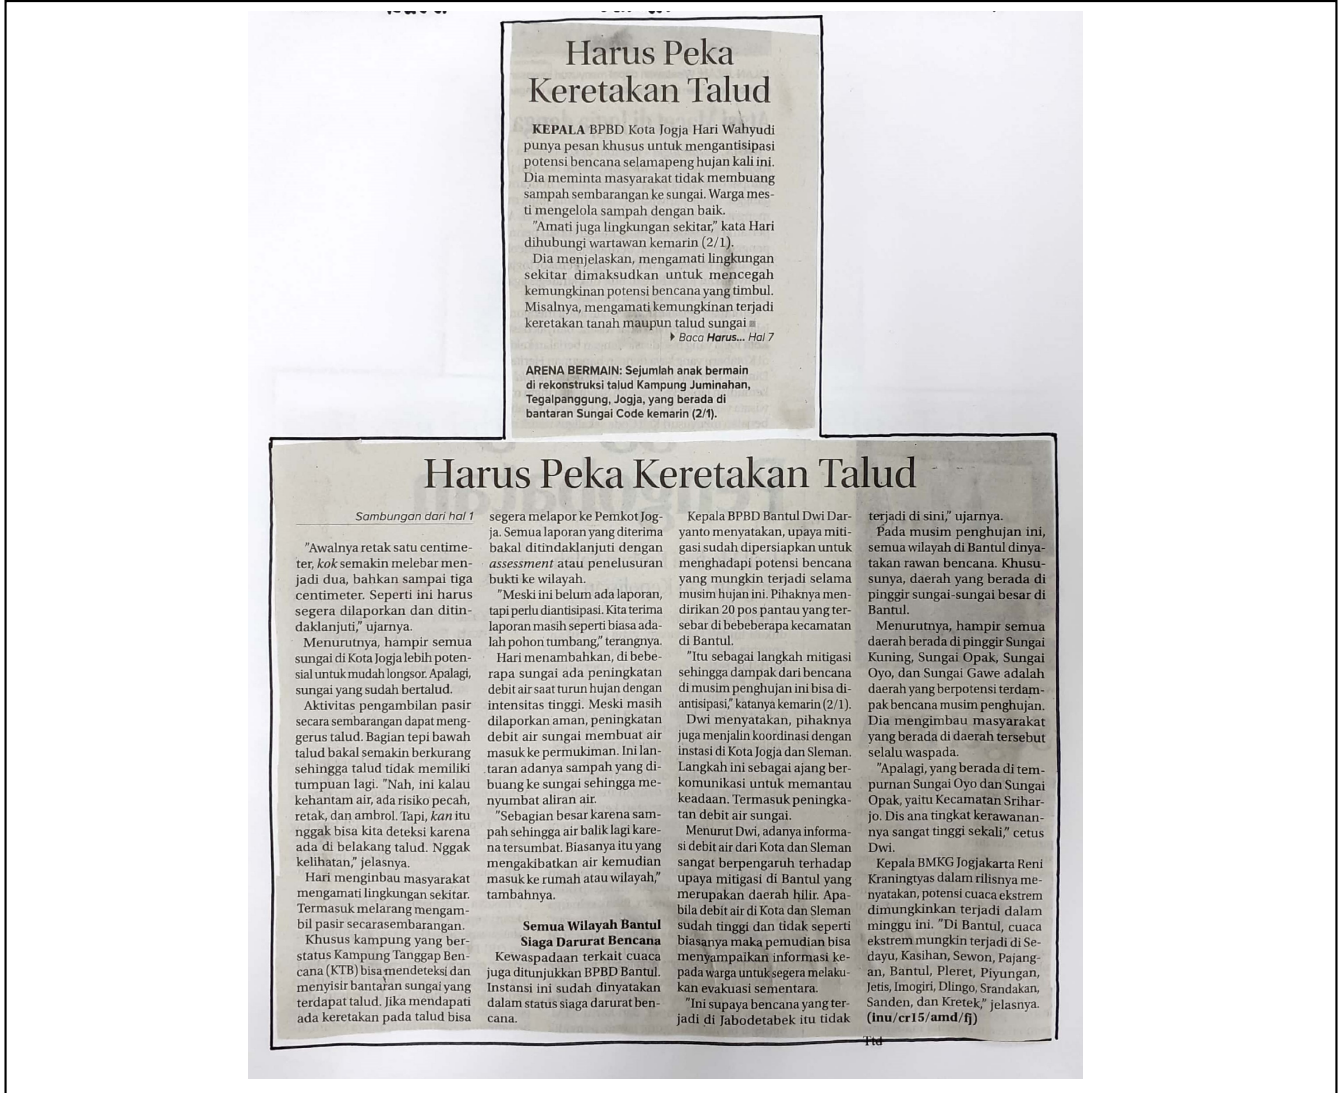 Harus Peka
Keretakan Talud
KEPALA BPBD Kota Jogja Hari Wahyudi
punya pesan khusus untuk mengantisipasi
potensi bencana selamapeng hujan kali ini.
Dia meminta masyarakat tidak membuang
sampah sembarangan ke sungai. Warga mes-
ti mengelola sampah dengan baik.
"Amati juga lingkungan sekitar," kata Hari
dihubungi wartawan kemarin (2/1).
Dia menjelaskan, mengamati lingkungan
sekitar dimaksudkan untuk mencegah
kemungkinan potensi bencana yang timbul.
Misalnya, mengamati kemungkinan terjadi
keretakan tanah maupun talud sungai
Baca Harus... Hal 7
ARENA BERMAIN: Sejumlah anak bermain
di rekonstruksi talud Kampung Juminahan,
Tegalpanggung, Jogja, yang berada di
bantaran Sungai Code kemarin (2/1).
Harus Peka Keretakan Talud
Sambungan dari hal 1
"Awalnya retak satu centime-
ter, kok semakin melebar men-
jadi dua, bahkan sampai tiga
centimeter. Seperti ini harus
segera dilaporkan dan ditin-
daklanjuti," ujarnya.
Menurutnya, hampir semua
sungai di Kota Jogja lebih poten-
sial untuk mudah longsor. Apalagi,
sungai yang sudah bertalud.
Aktivitas pengambilan pasir
secara sembarangan dapat meng-
gerus talud. Bagian tepi bawah
talud bakal semakin berkurang
sehingga talud tidak memiliki
tumpuan lagi. "Nah, ini kalau
kehantam air, ada risiko pecah,
retak, dan ambrol. Tapi, kan itu
nggak bisa kita deteksi karena
ada di belakang talud. Nggak
kelihatan," jelasnya.
Hari menginbau masyarakat
mengamati lingkungan sekitar.
Termasuk melarang mengam-
bil pasir secarasembarangan.
Khusus kampung yang ber-
status Kampung Tanggap Ben-
cana (KTB) bisa mendeteksi dan
menyisir bantaran sungai yang
terdapat talud. Jika mendapati
ada keretakan pada talud bisa
segera melapor ke Pemkot Jog-
ja. Semua laporan yang diterima
bakal ditindaklanjuti dengan
assessment atau penelusuran
bukti ke wilayah.
"Meski ini belum ada laporan,
tapi perlu diantisipasi. Kita terima
laporan masih seperti biasa ada-
lah pohon tumbang," terangnya.
Hari menambahkan, di bebe-
rapa sungai ada peningkatan
debit air saat turun hujan dengan
intensitas tinggi. Meski masih
dilaporkan aman, peningkatan
debit air sungai membuat air
masuk ke permukiman. Ini lan-
taran adanya sampah yang di-
buang ke sungai sehingga me-
nyumbat aliran air.
"Sebagian besar karena sam-
pah sehingga air balik lagi kare-
na tersumbat. Biasanya itu yang
mengakibatkan air kemudian
masuk ke rumah atau wilayah,"
tambahnya.
Semua Wilayah Bantul
Siaga Darurat Bencana
Kewaspadaan terkait cuaca
juga ditunjukkan BPBD Bantul.
Instansi ini sudah dinyatakan
dalam status siaga darurat ben-
cana.
Kepala BPBD Bantul Dwi Dar-
yanto menyatakan, upaya miti-
gasi sudah dipersiapkan untuk
menghadapi potensi bencana
yang mungkin terjadi selama
musim hujan ini. Pihaknya men-
dirikan 20 pos pantau yang ter-
sebar di bebeberapa kecamatan
di Bantul.
"Itu sebagai langkah mitigasi
sehingga dampak dari bencana
di musim penghujan ini bisa di-
antisipasi," katanya kemarin (2/1).
Dwi menyatakan, pihaknya
juga menjalin koordinasi dengan
instasi di Kota Jogja dan Sleman.
Langkah ini sebagai ajang ber-
komunikasi untuk memantau
keadaan. Termasuk peningka-
tan debit air sungai.
Menurut Dwi, adanya informa-
si debit air dari Kota dan Sleman
sangat berpengaruh terhadap
upaya mitigasi di Bantul yang
merupakan daerah hilir. Apa-
bila debit air di Kota dan Sleman
sudah tinggi dan tidak seperti
biasanya maka pemudian bisa
menyampaikan informasi ke-
pada warga untuk segera melaku-
kan evakuasi sementara.
"Ini supaya bencana yang ter-
jadi di Jabodetabek itu tidak
terjadi di sini," ujarnya.
Pada musim penghujan ini,
semua wilayah di Bantul dinya-
takan rawan bencana. Khusu-
sunya, daerah yang berada di
pinggir sungai-sungai besar di
Bantul.
Menurutnya, hampir semua
daerah berada di pinggir Sungai
Kuning, Sungai Opak, Sungai
Oyo, dan Sungai Gawe adalah
daerah yang berpotensi terdam-
pak bencana musim penghujan.
Dia mengimbau masyarakat
yang berada di daerah tersebut
selalu waspada.
"Apalagi, yang berada di tem-
purnan Sungai Oyo dan Sungai
Opak, yaitu Kecamatan Srihar-
jo. Dis ana tingkat kerawanan-
nya sangat tinggi sekali," cetus
Dwi.
Kepala BMKG Jogjakarta Reni
Kraningtyas dalam rilisnya me-
nyatakan, potensi cuaca ekstrem
dimungkinkan terjadi dalam
minggu ini. "Di Bantul, cuaca
ekstrem mungkin terjadi di Se-
dayu, Kasihan, Sewon, Pajang-
an, Bantul, Pleret, Piyungan,
Jetis, Imogiri, Dlingo, Srandakan,
Sanden, dan Kretek," jelasnya.
(inu/cr15/amd/fj)
Ttd